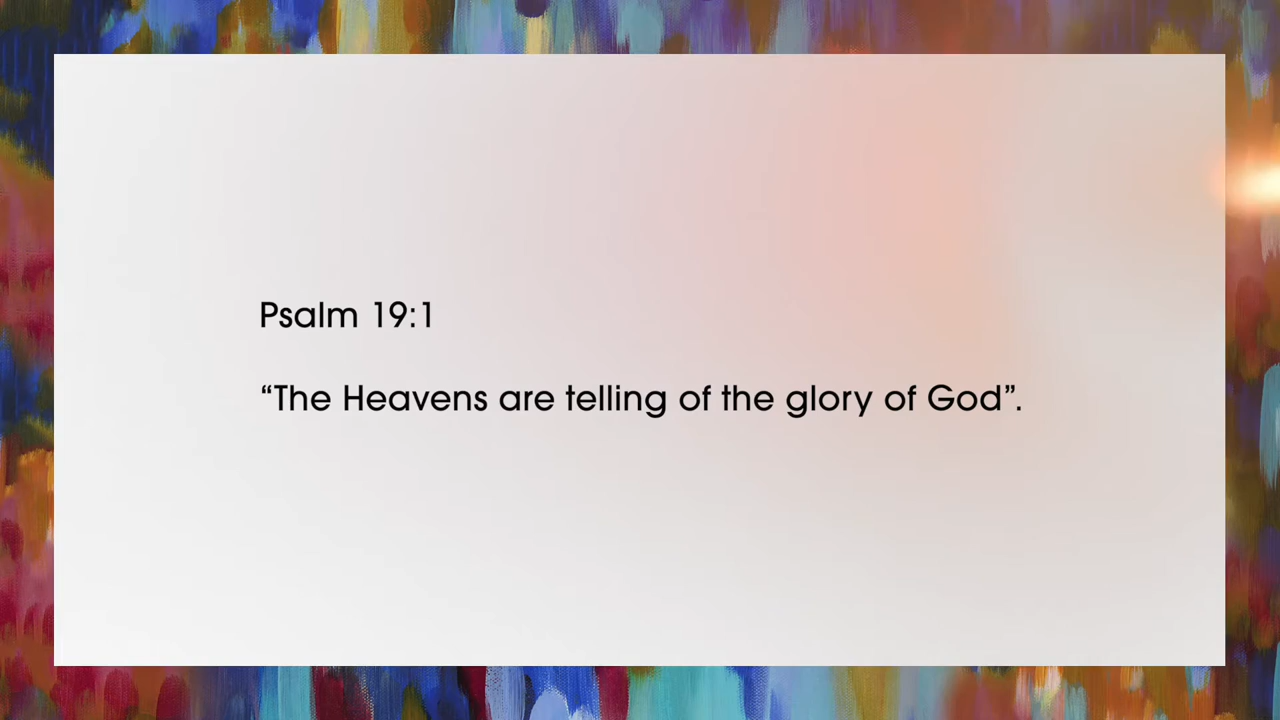 Psalm 19:1
“The Heavens are telling of the glory of God”.